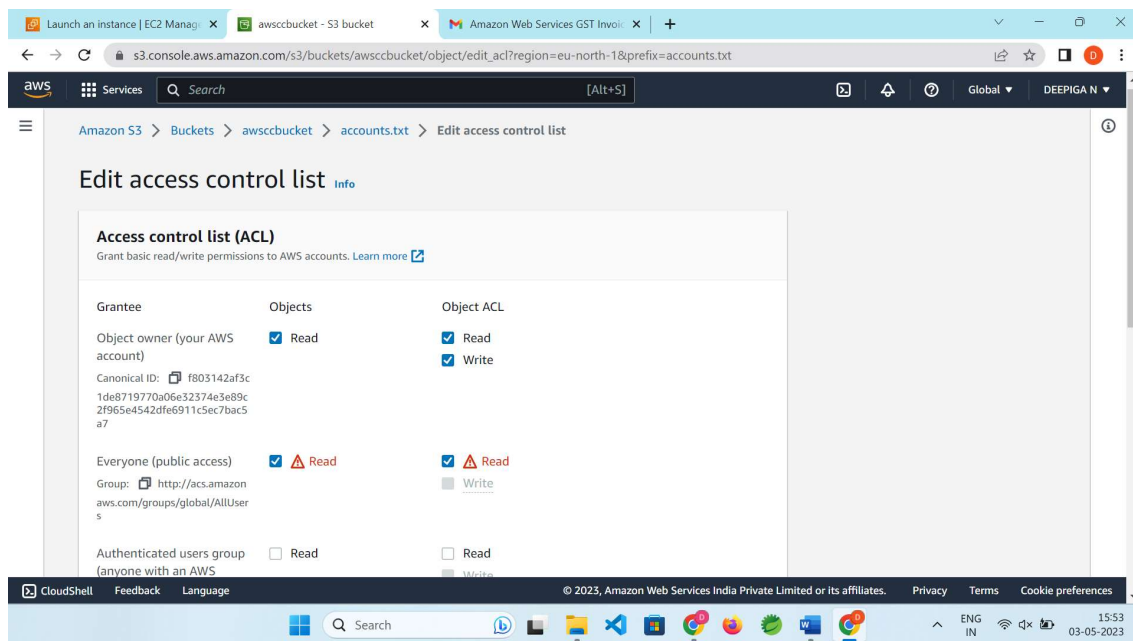 Launch an instance | EC2 Manag
awsccbucket - S3 bucket
Amazon Web Services GST Invoic
s3.console.aws.amazon.com/s3/buckets/awsccbucket/object/edit_acl?region=eu-north-1&prefix=accounts.txt
D
aws
Services
Search
[Alt+S]
Global
DEEPIGA N
Amazon S3 > Buckets > awsccbucket > accounts.txt > Edit access control list
Edit access control list Info
Access control list (ACL)
Grant basic read/write permissions to AWS accounts. Learn more
Grantee Objects Object ACL
Object owner (your AWS Read Read
account) Write
Canonical ID: f803142af3c
1de8719770a06e32374e3e89c
2f965e4542dfe6911c5ec7bac5
a7
Everyone (public access) Read Read
Group: http://acs.amazon Write
aws.com/groups/global/AllUser
s
Authenticated users group Read Read
(anyone with an AWS Write
CloudShell Feedback Language © 2023, Amazon Web Services India Private Limited or its affiliates. Privacy Terms Cookie preferences
Search
ENG
IN
15:53
03-05-2023